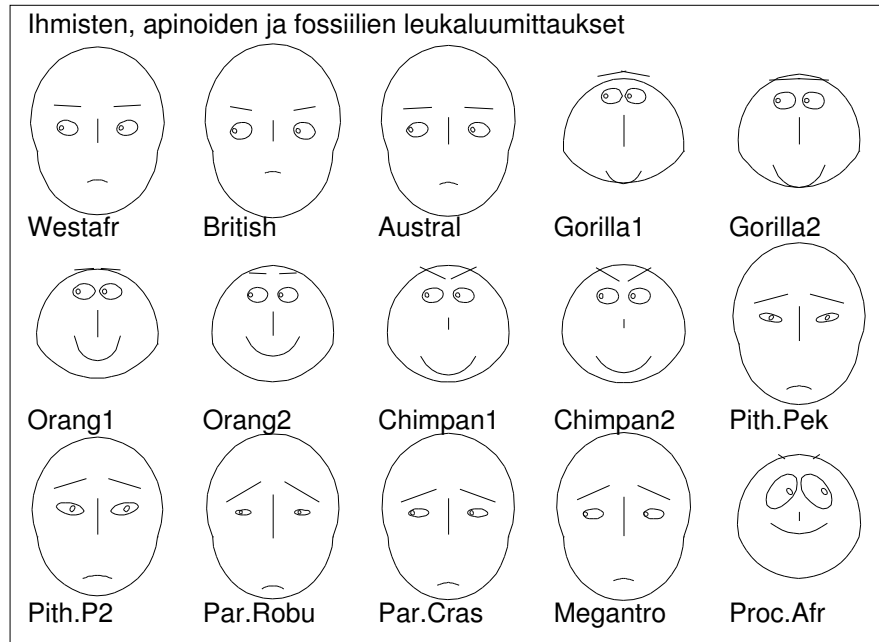 Ihmisten, apinoiden ja fossiilien leukaluumittaukset
Westafr British Austral Gorilla1 Gorilla2
Orang1 Orang2 Chimpan1 Chimpan2 Pith.Pek
Pith.P2 Par.Robu Par.Cras Megantro Proc.Afr